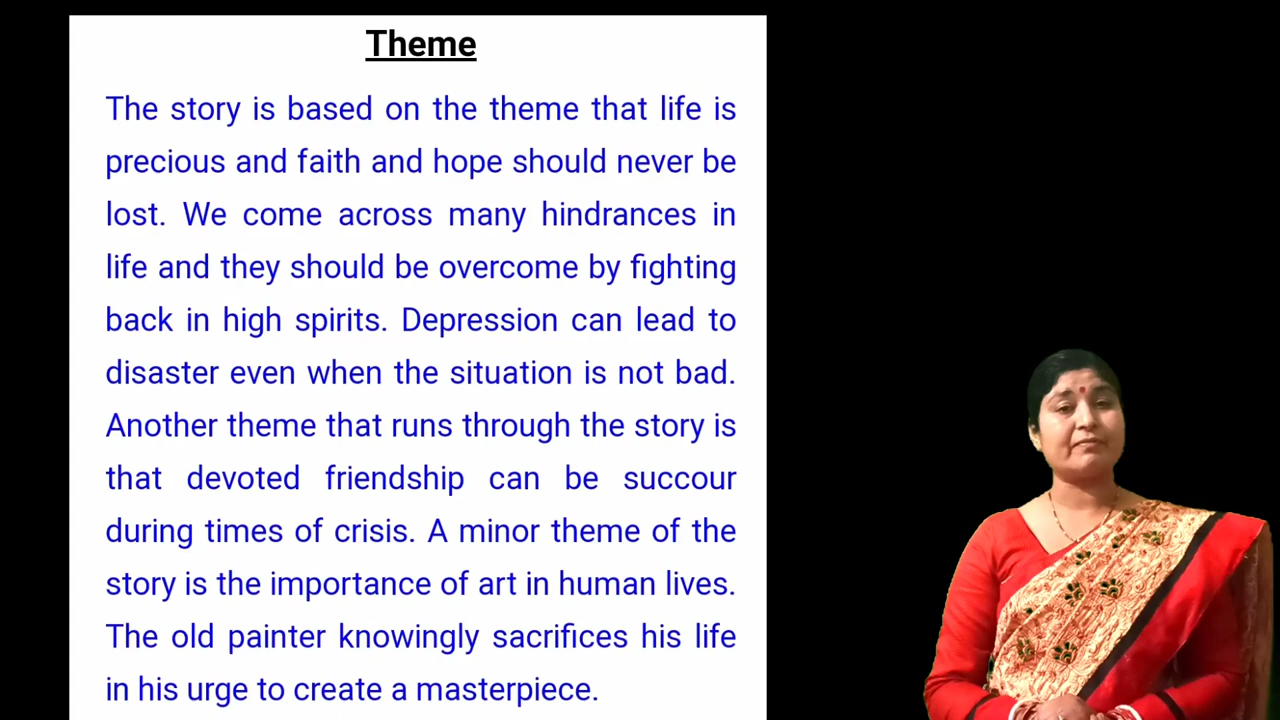 Theme
The story is based on the theme that life is
precious and faith and hope should never be
lost. We come across many hindrances in
life and they should be overcome by fighting
back in high spirits. Depression can lead to
disaster even when the situation is not bad.
Another theme that runs through the story is
that devoted friendship can be succour
during times of crisis. A minor theme of the
story is the importance of art in human lives.
The old painter knowingly sacrifices his life
in his urge to create a masterpiece.